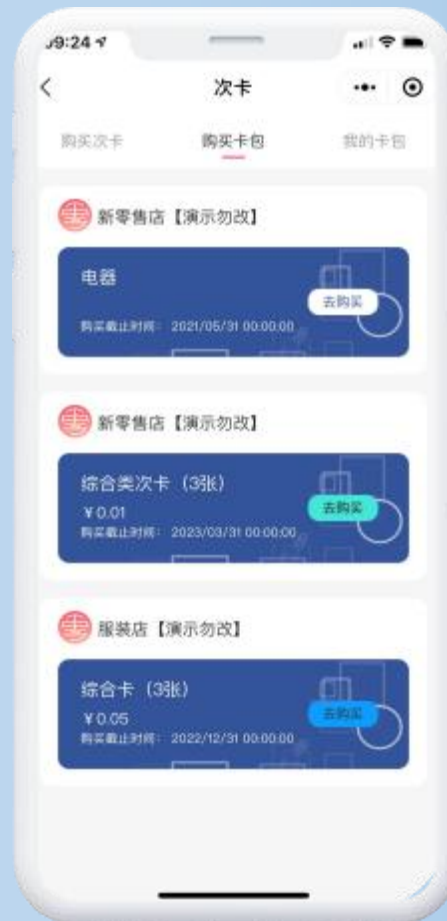 09:24
次卡
购买次卡
购买卡包
我的卡包
新零售店【演示勿改】
电器
去购买
购买截止时间： 2021/05/31 00:00:00
新零售店【演示勿改】
综合类次卡（3张）
￥0.01
去购买
购买截止时间： 2023/03/31 00:00:00
服装店【演示勿改】
综合卡（3张）
￥0.05
去购买
购买截止时间： 2022/12/31 00:00:00